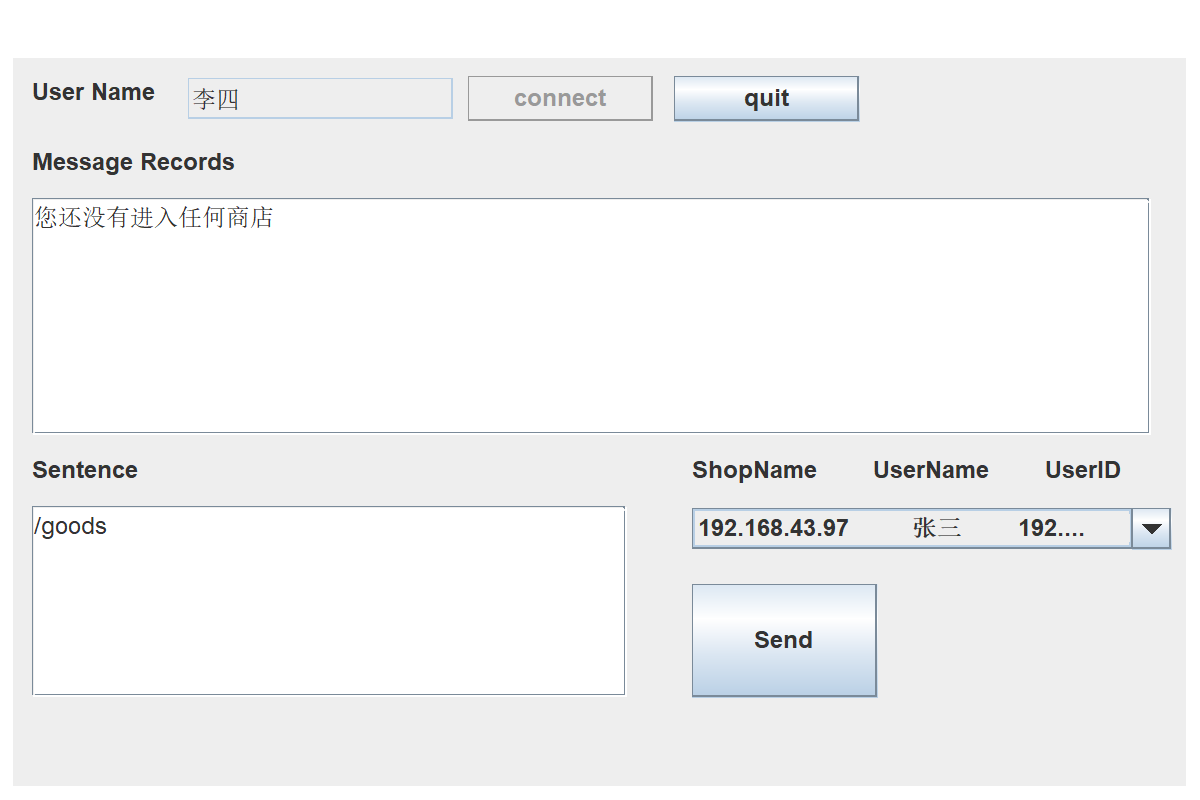 User Name 李四 connect quit
Message Records
您还没有进入任何商店
Sentence ShopName UserName UserID
/goods 192.168.43.97 张三 192....
Send